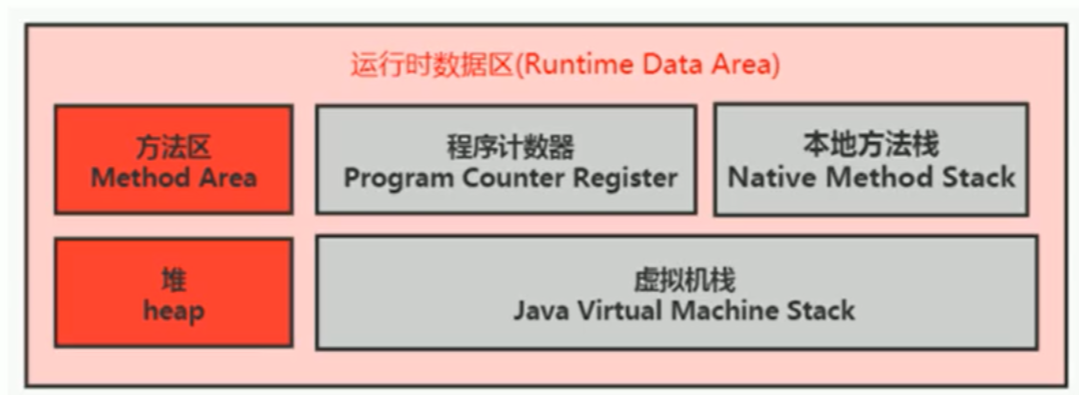 运行时数据区(Runtime Data Area)
方法区
Method Area
程序计数器
Program Counter Register
本地方法栈
Native Method Stack
堆
heap
虚拟机栈
Java Virtual Machine Stack